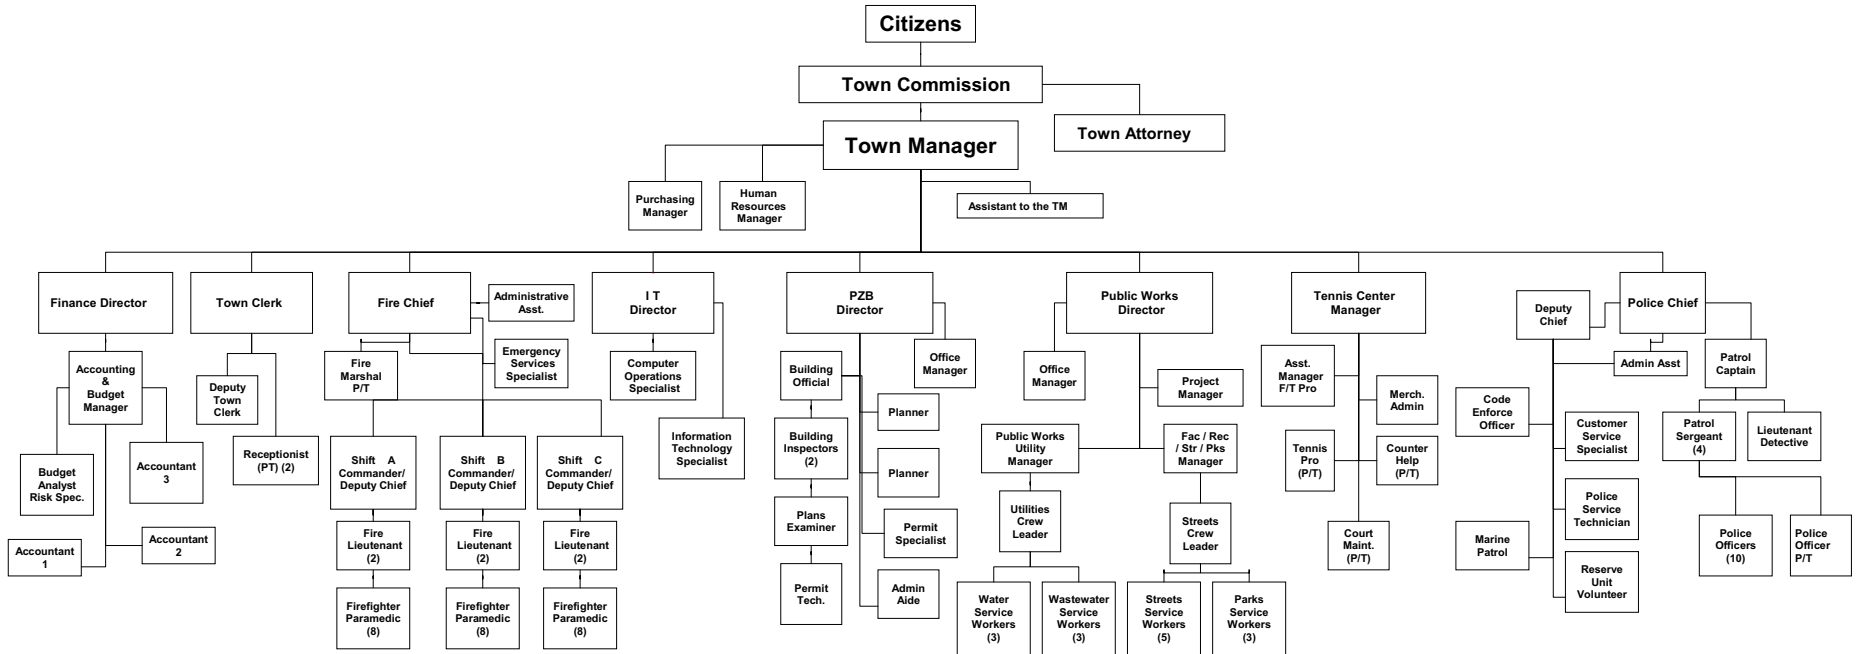 Citizens
Town Commission
Town Attorney
Town Manager
Purchasing
Manager
Human
Resources
Manager
Assistant to the TM
Finance Director
Accounting
&
Budget
Manager
Budget
Analyst
Risk Spec.
Accountant
3
Accountant
1
Accountant
2
Town Clerk
Deputy
Town
Clerk
Receptionist
(PT) (2)
Fire Chief
Administrative
Asst.
Fire
Marshal
P/T
Emergency
Services
Specialist
Shift A
Commander/
Deputy Chief
Shift B
Commander/
Deputy Chief
Shift C
Commander/
Deputy Chief
Fire
Lieutenant
(2)
Fire
Lieutenant
(2)
Fire
Lieutenant
(2)
Firefighter
Paramedic
(8)
Firefighter
Paramedic
(8)
Firefighter
Paramedic
(8)
I T
Director
Computer
Operations
Specialist
Information
Technology
Specialist
PZB
Director
Office
Manager
Building
Official
Planner
Building
Inspectors
(2)
Planner
Plans
Examiner
Permit
Specialist
Permit
Tech.
Admin
Aide
Public Works
Director
Office
Manager
Project
Manager
Public Works
Utility
Manager
Fac / Rec
/ Str / Pks
Manager
Utilities
Crew
Leader
Streets
Crew
Leader
Water
Service
Workers
(3)
Wastewater
Service
Workers
(3)
Streets
Service
Workers
(5)
Parks
Service
Workers
(3)
Tennis Center
Manager
Asst.
Manager
F/T Pro
Merch.
Admin
Tennis
Pro
(P/T)
Counter
Help
(P/T)
Court
Maint.
(P/T)
Police Chief
Deputy
Chief
Admin Asst
Patrol
Captain
Code
Enforce
Officer
Customer
Service
Specialist
Patrol
Sergeant
(4)
Lieutenant
Detective
Police
Service
Technician
Marine
Patrol
Reserve
Unit
Volunteer
Police
Officers
(10)
Police
Officer
P/T